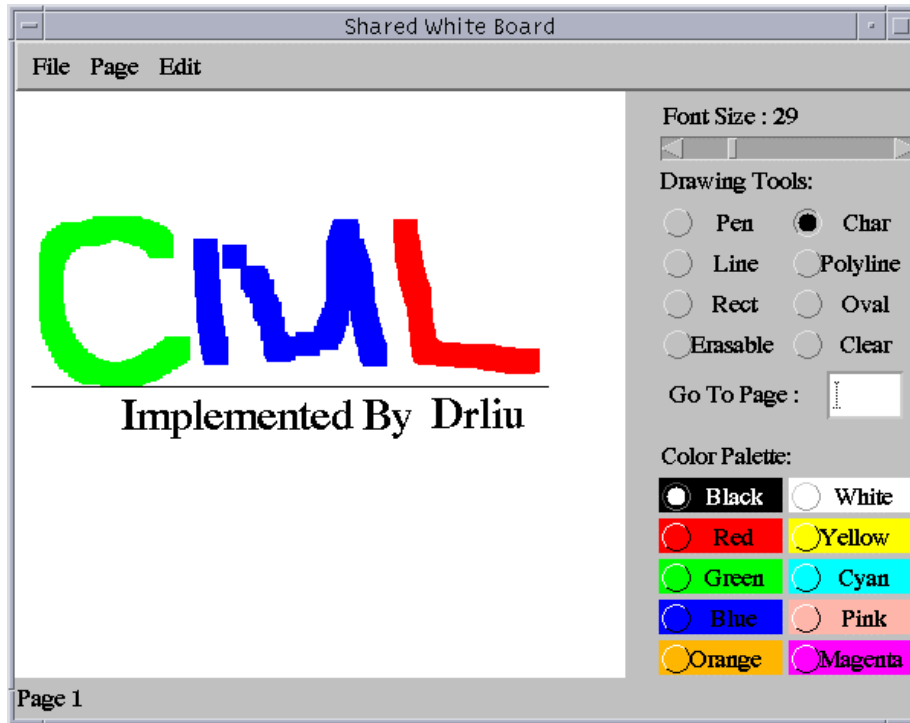 Shared White Board
File Page Edit
Font Size : 29
Drawing Tools:
Pen Char
Line Polyline
Rect Oval
Erasable Clear
Go To Page :
CML
Implemented By Drliu
Color Palette:
Black White
Red Yellow
Green Cyan
Blue Pink
Orange Magenta
Page 1